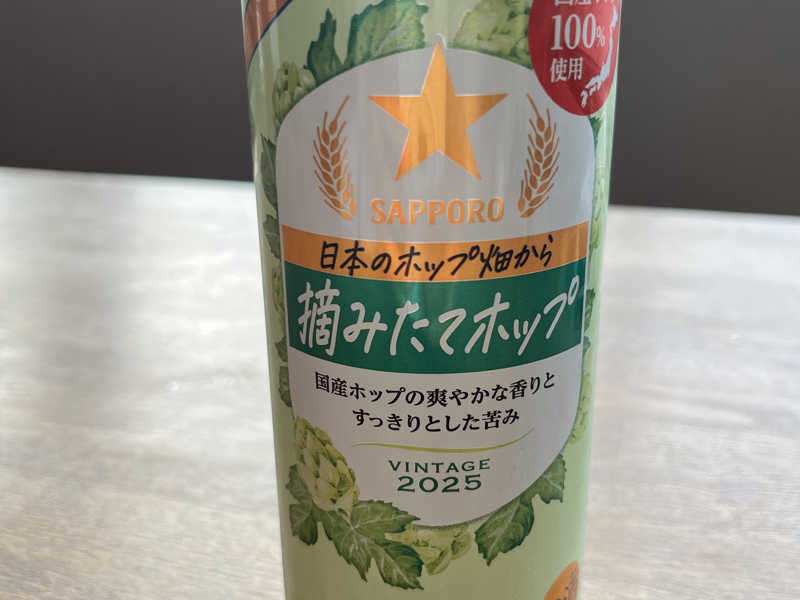 100%
使用
SAPPORO
日本のホップ畑から
摘みたてホップ
国産ホップの爽やかな香りと
すっきりとした苦み
VINTAGE
2025